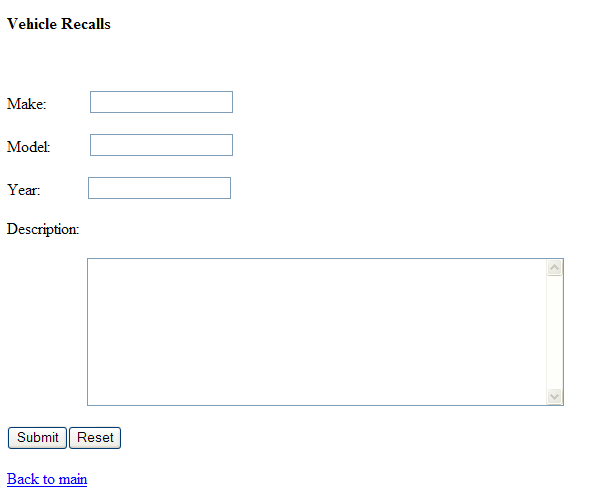 Vehicle Recalls
Make:
Model:
Year:
Description:
Submit Reset
Back to main